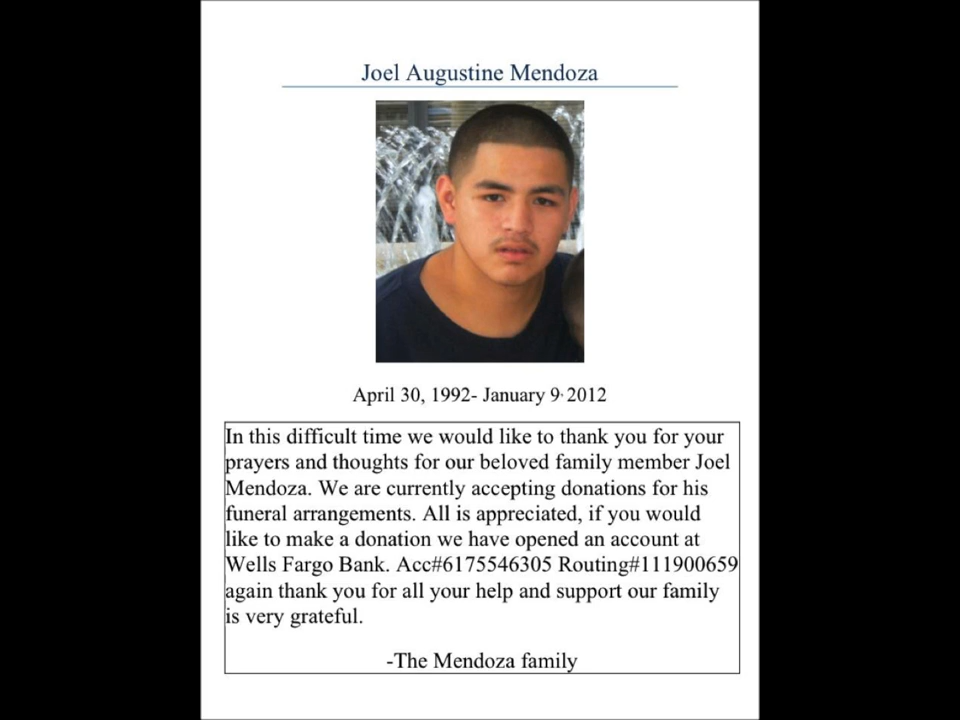 Joel Augustine Mendoza
April 30, 1992- January 9, 2012
In this difficult time we would like to thank you for your
prayers and thoughts for our beloved family member Joel
Mendoza. We are currently accepting donations for his
funeral arrangements. All is appreciated, if you would
like to make a donation we have opened an account at
Wells Fargo Bank. Acc#6175546305 Routing#111900659
again thank you for all your help and support our family
is very grateful.
-The Mendoza family